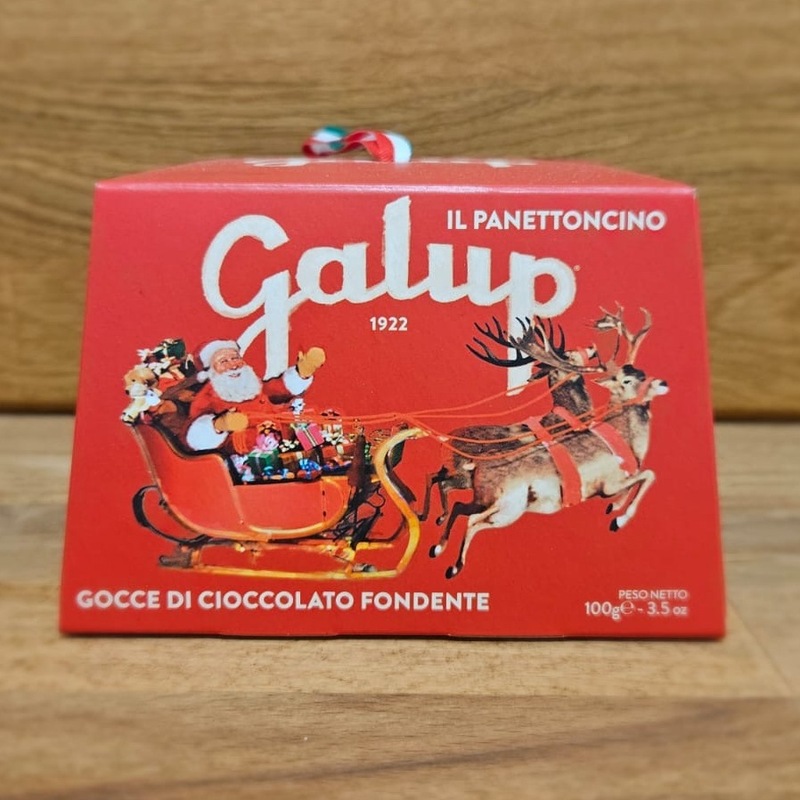 IL PANETTONCINO
Galup
1922
GOCCE DI CIOCCOLATO FONDENTE
PESO NETTO
100g℮ - 3.5 oz